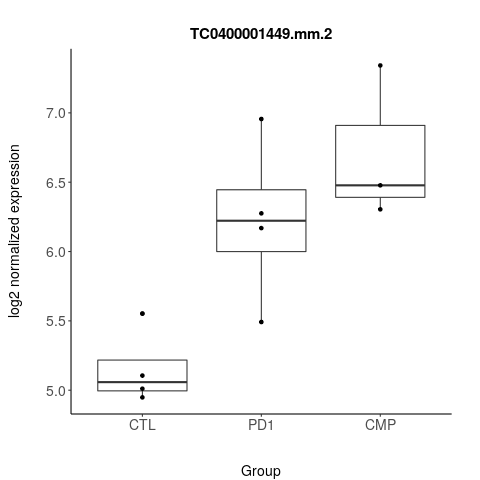 TC0400001449.mm.2
log2 normalized expression
7.0
6.5
6.0
5.5
5.0
CTL
PD1
CMP
Group